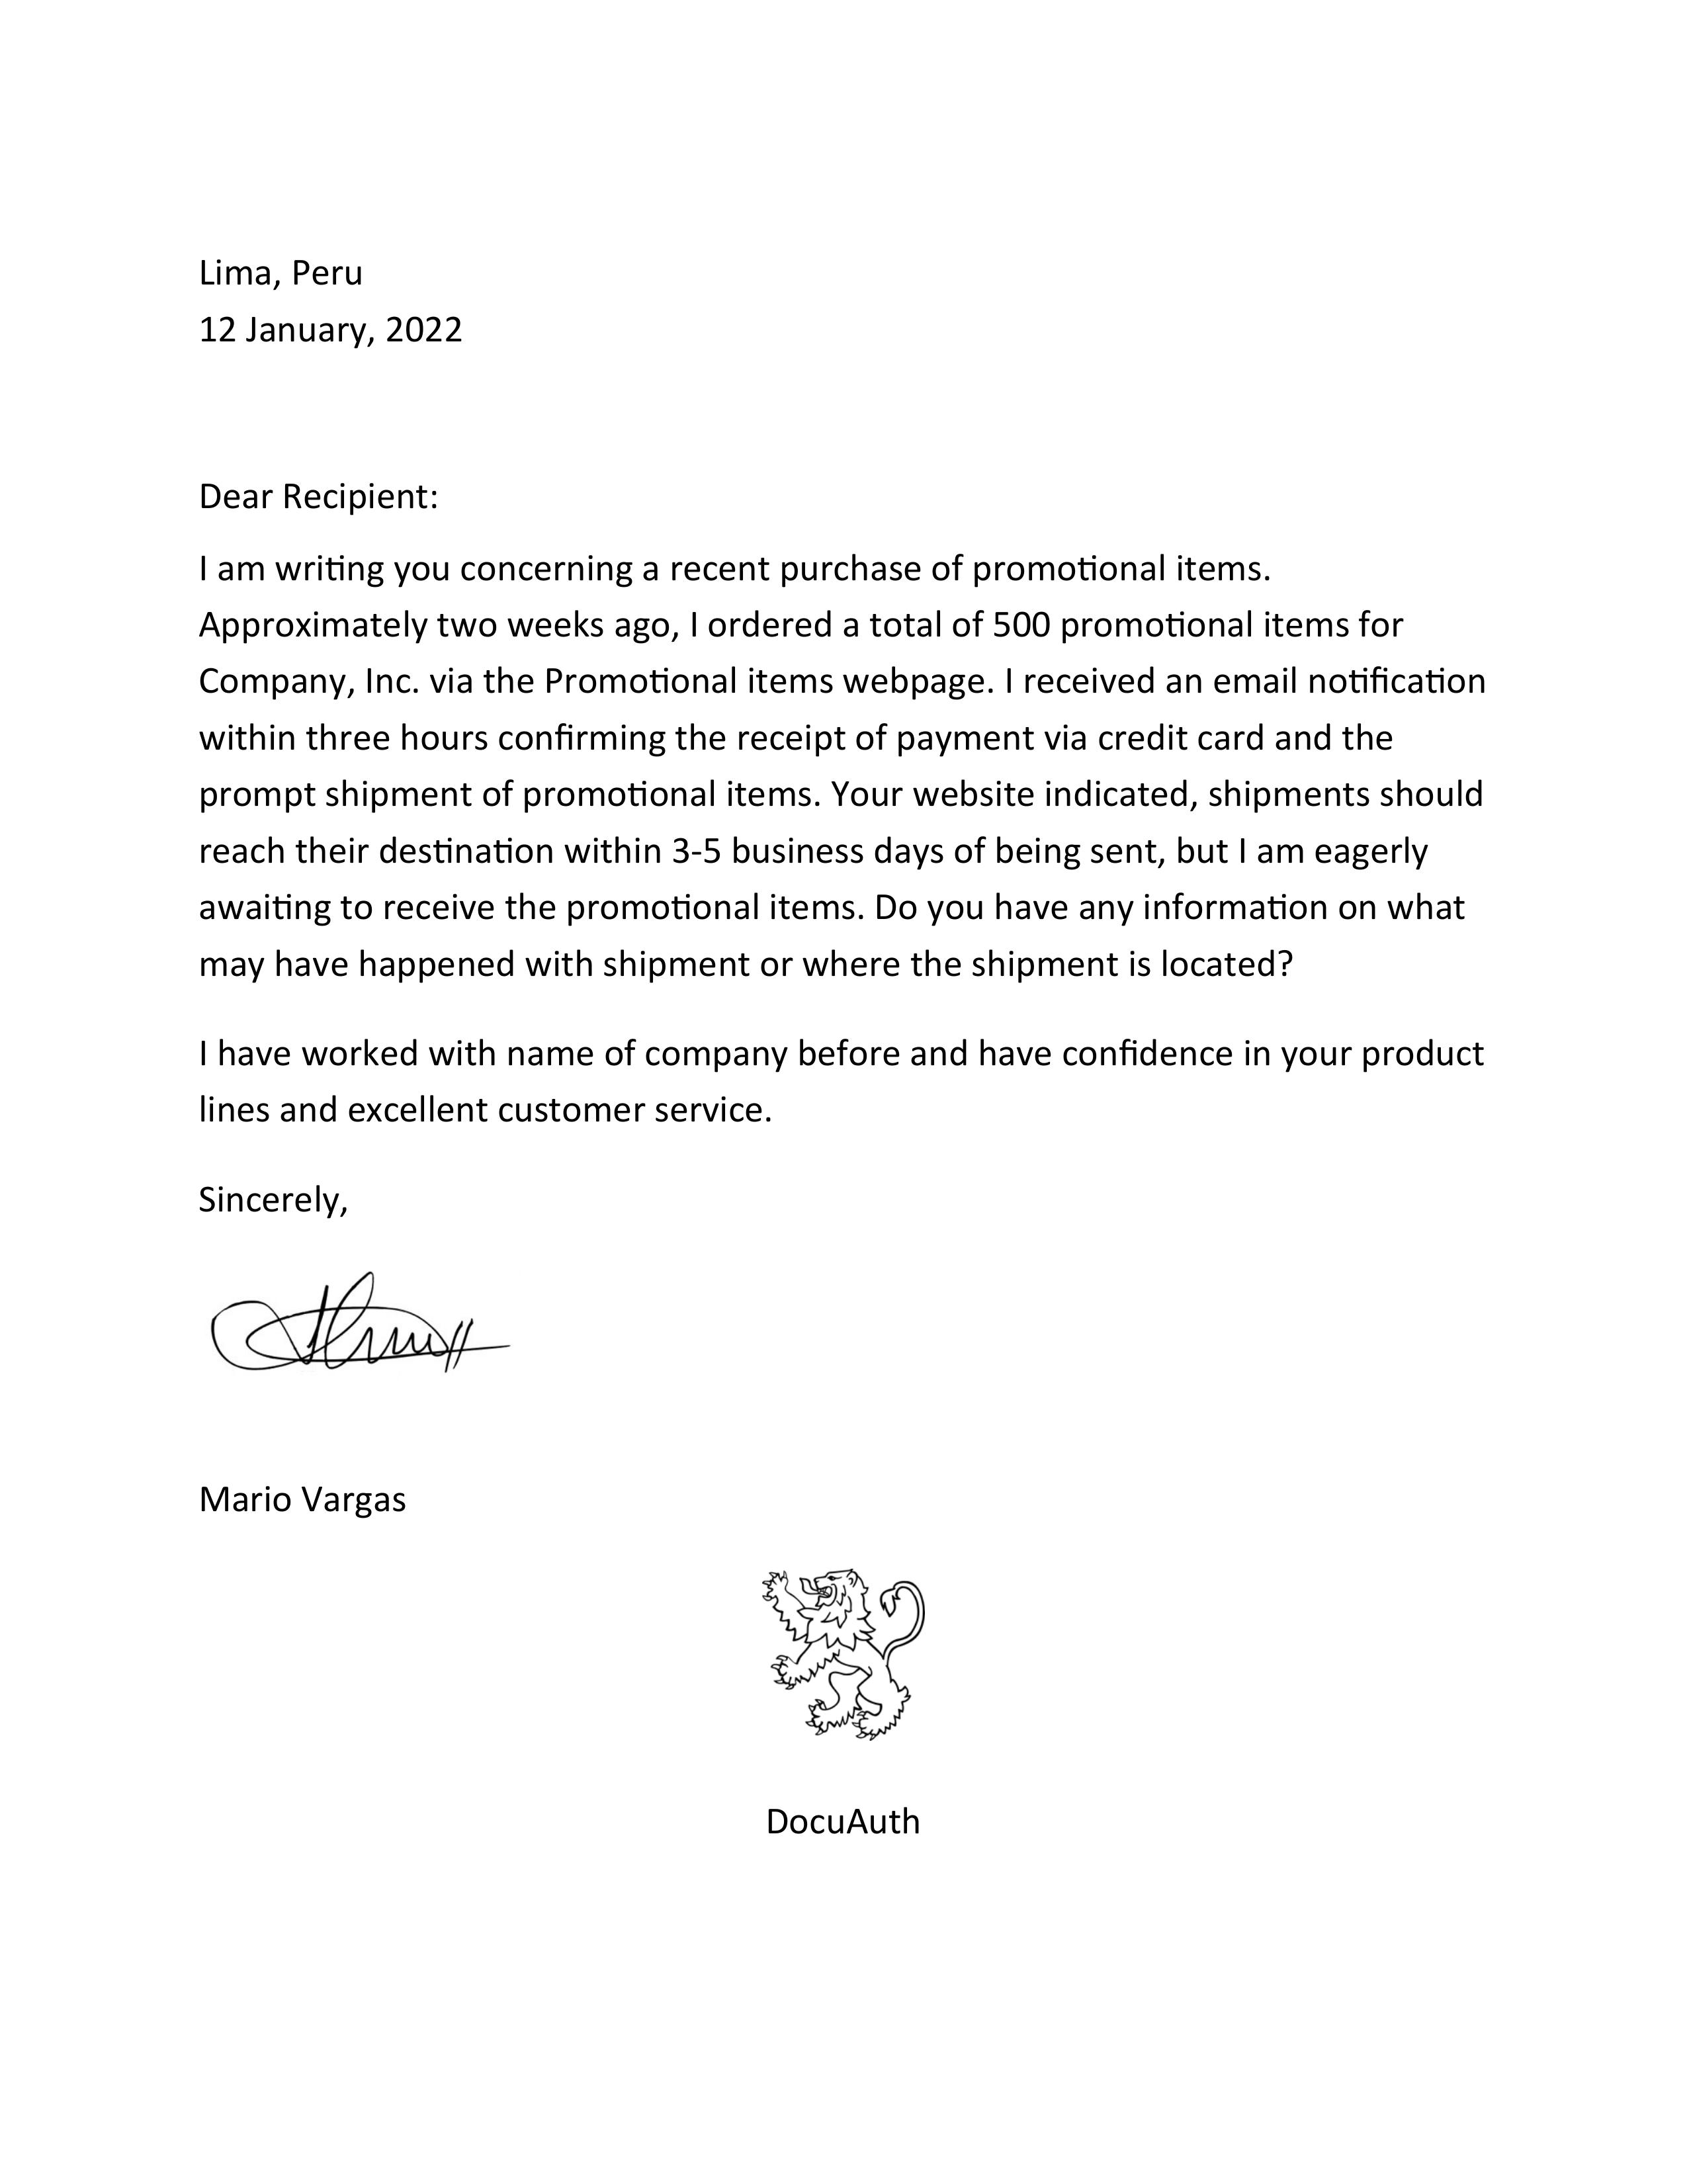 Lima, Peru
12 January, 2022
Dear Recipient:
I am writing you concerning a recent purchase of promotional items.
Approximately two weeks ago, I ordered a total of 500 promotional items for
Company, Inc. via the Promotional items webpage. I received an email notification
within three hours confirming the receipt of payment via credit card and the
prompt shipment of promotional items. Your website indicated, shipments should
reach their destination within 3-5 business days of being sent, but I am eagerly
awaiting to receive the promotional items. Do you have any information on what
may have happened with shipment or where the shipment is located?
I have worked with name of company before and have confidence in your product
lines and excellent customer service.
Sincerely,
Mario Vargas
DocuAuth